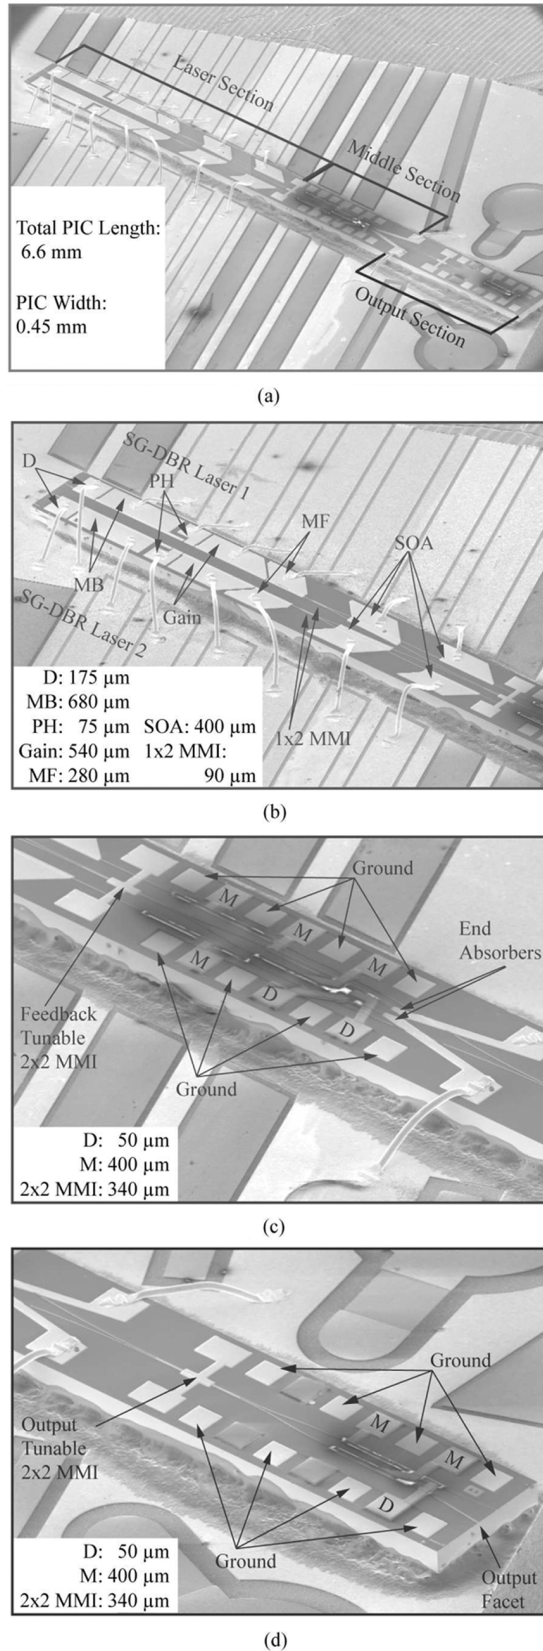 Laser Section
Middle Section
Total PIC Length:
6.6 mm
PIC Width:
0.45 mm
Output Section
(a)
SG-DBR Laser 1
D
PH
MF
SOA
MB
Gain
SG-DBR Laser 2
1x2 MMI
D: 175 µm
MB: 680 µm
PH: 75 µm SOA: 400 µm
Gain: 540 µm 1x2 MMI:
MF: 280 µm 90 µm
(b)
Ground
M
M
M
End
Absorbers
M
D
D
Feedback
Tunable
2x2 MMI
Ground
D: 50 µm
M: 400 µm
2x2 MMI: 340 µm
(c)
Ground
M
M
Output
Tunable
2x2 MMI
D
Ground
Output
Facet
D: 50 µm
M: 400 µm
2x2 MMI: 340 µm
(d)